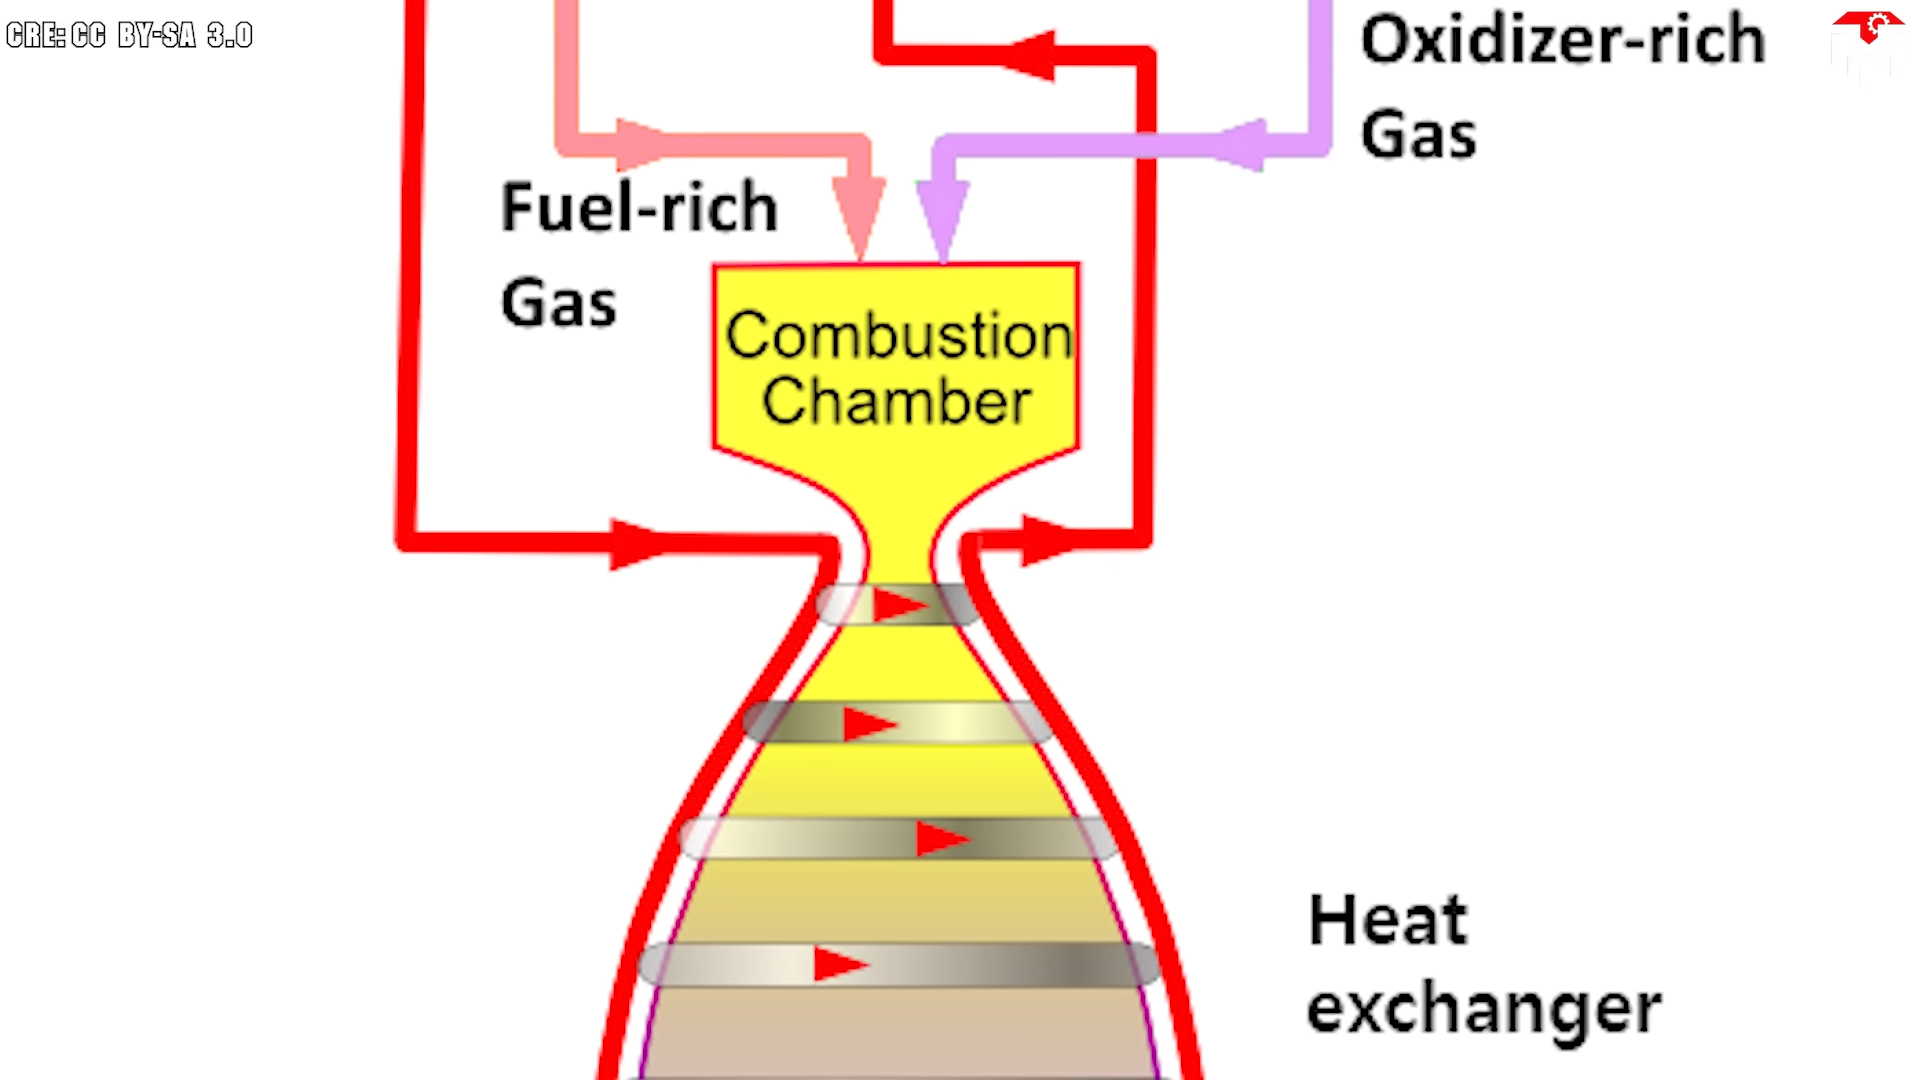 CRE: CC BY-SA 3.0
Oxidizer-rich
Gas
Fuel-rich
Gas
Combustion
Chamber
Heat
exchanger